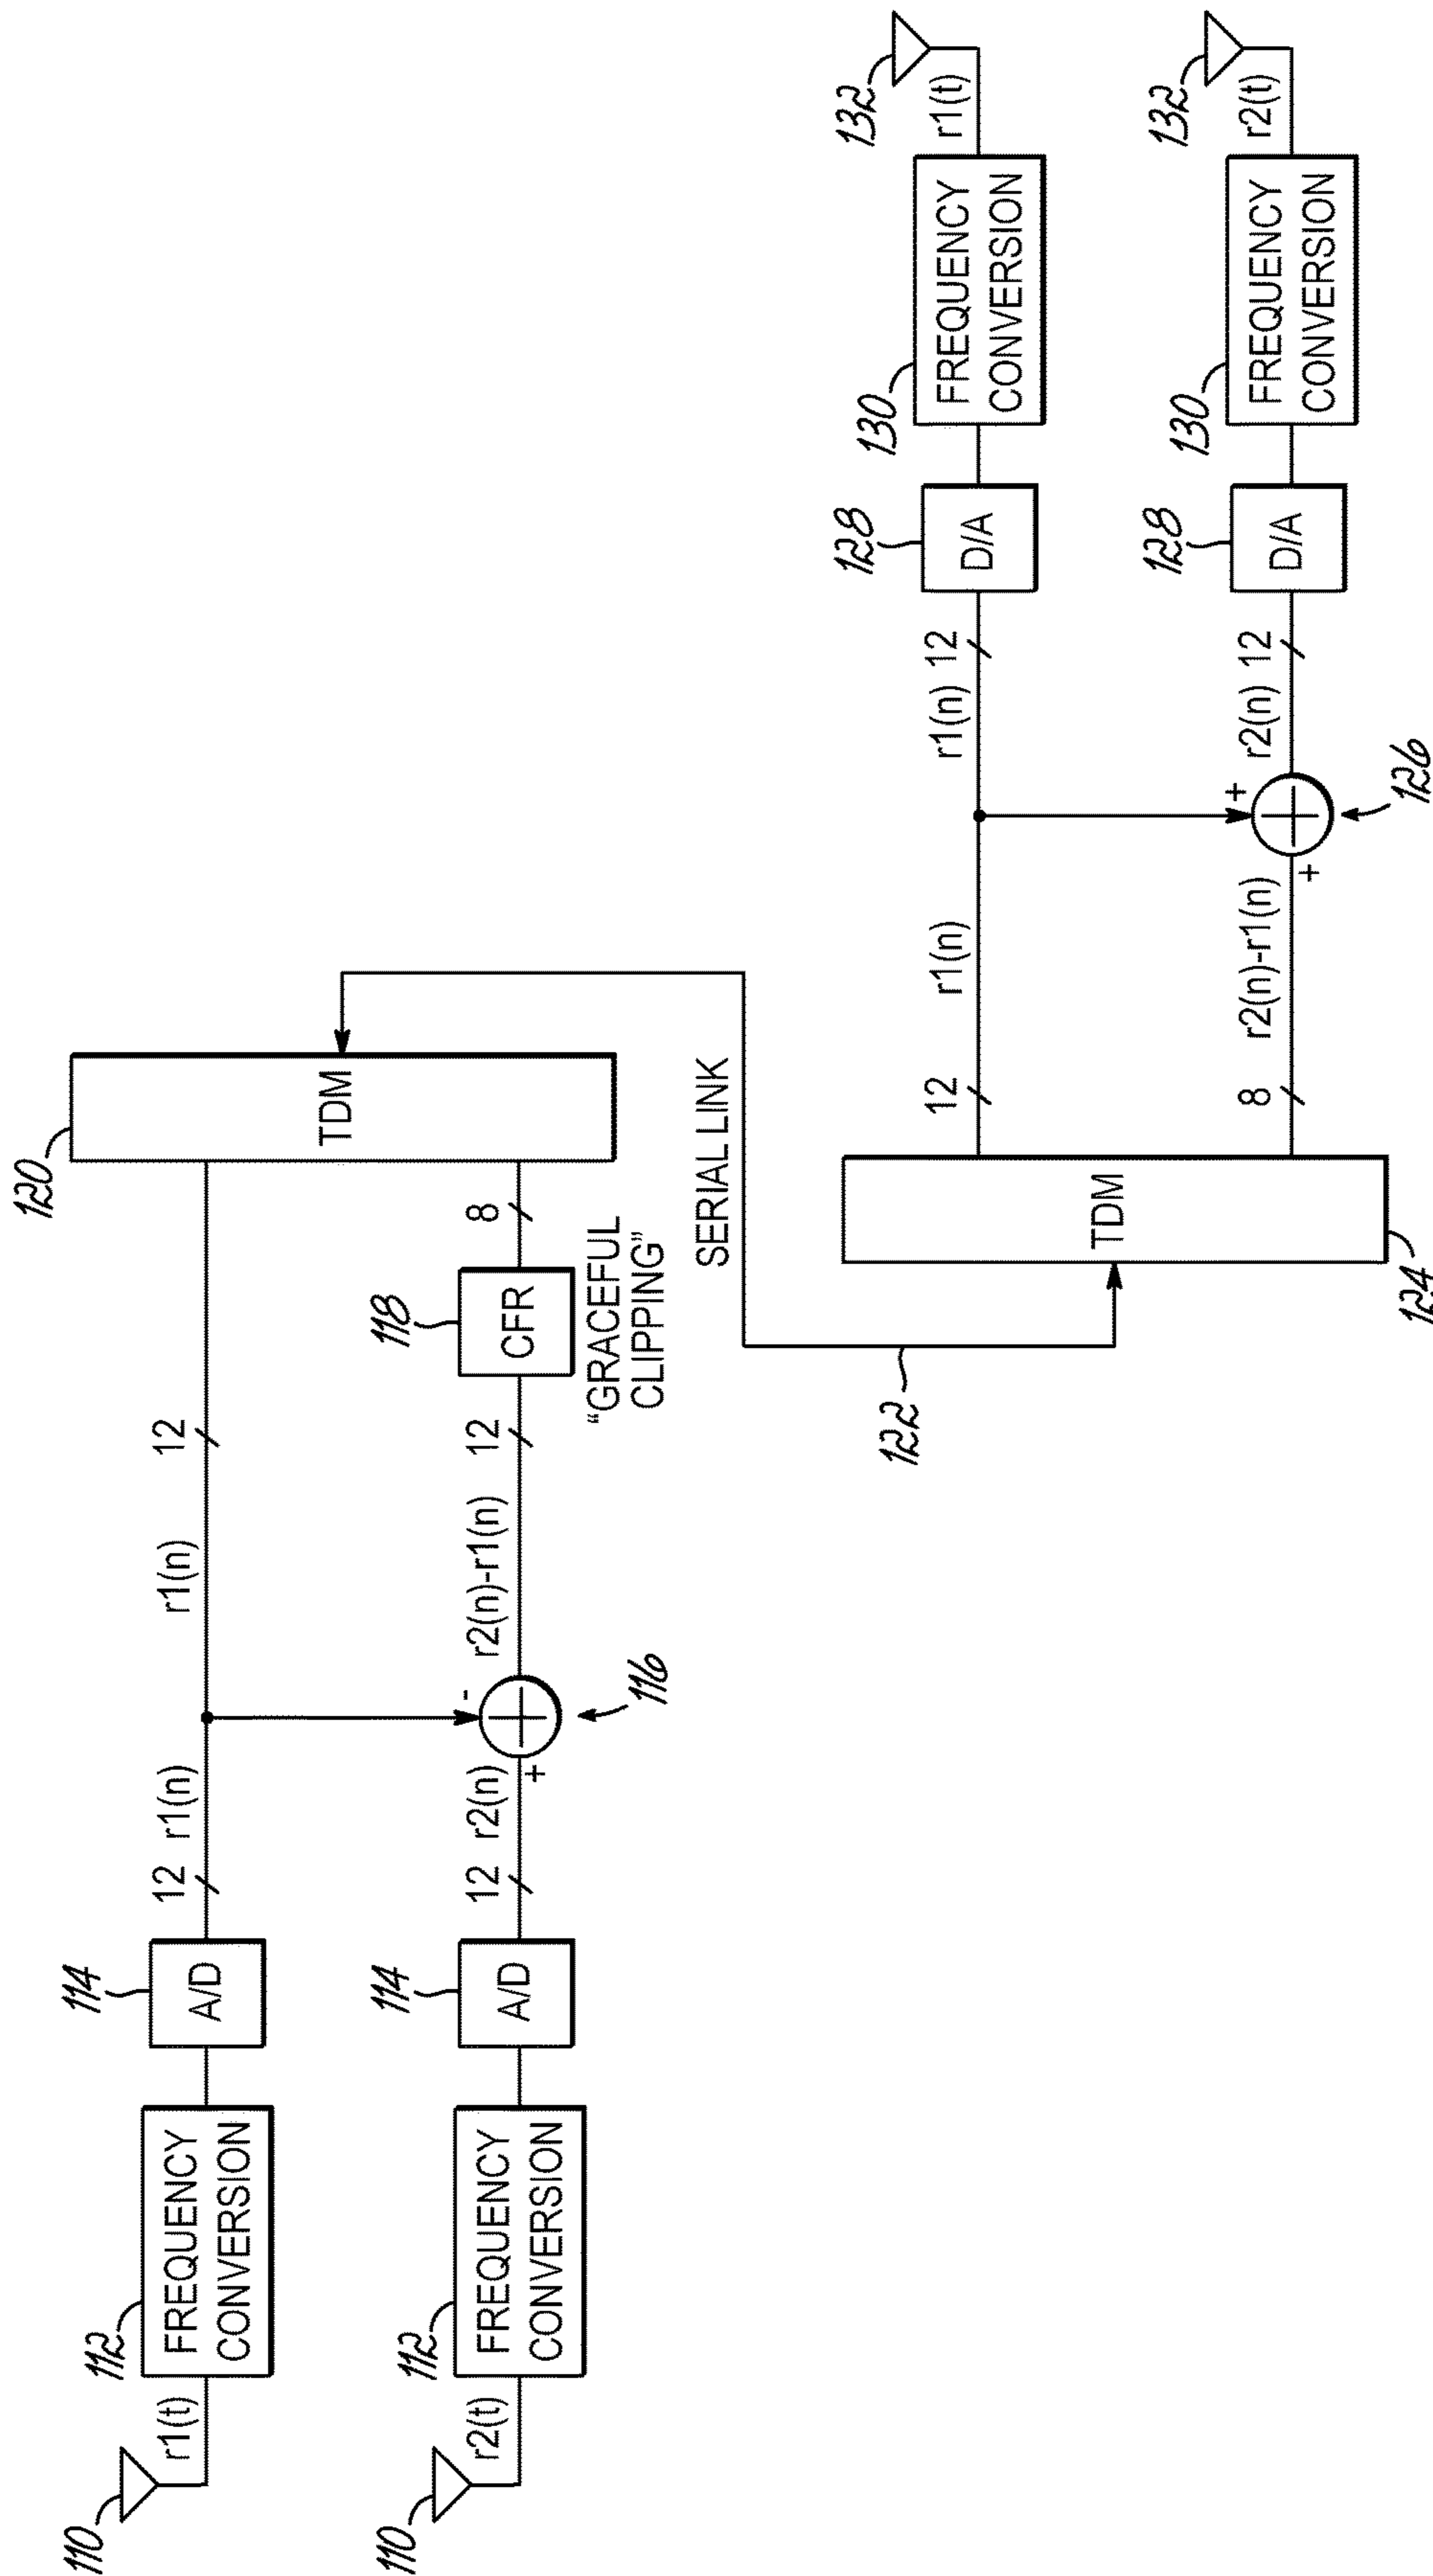 110
r1(t)
112
FREQUENCY
CONVERSION
114
A/D
12
r1(n)
r1(n)
12
120
TDM
110
r2(t)
112
FREQUENCY
CONVERSION
114
A/D
12
r2(n)
+
-
116
r2(n)-r1(n)
12
118
CFR
8
“GRACEFUL
CLIPPING”
SERIAL LINK
122
124
TDM
12
r1(n)
r1(n)
12
128
D/A
130
FREQUENCY
CONVERSION
r1(t)
132
8
r2(n)-r1(n)
+
+
126
r2(n)
12
128
D/A
130
FREQUENCY
CONVERSION
r2(t)
132